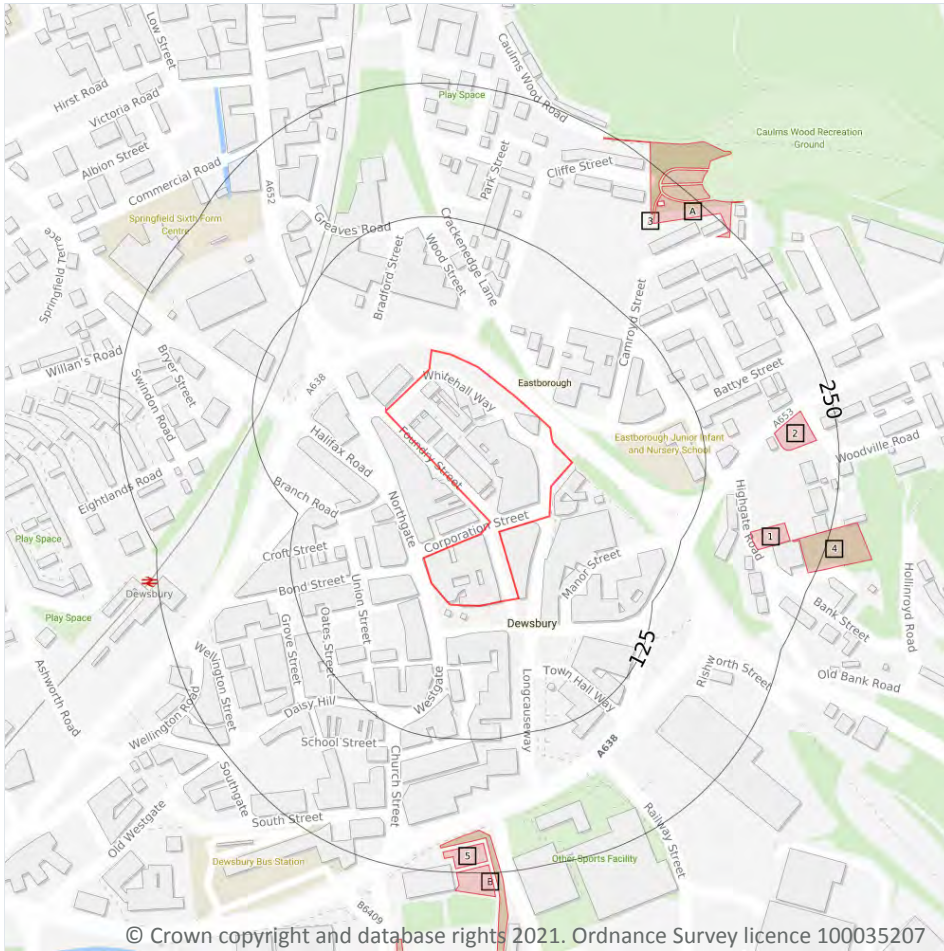 Low Street
Hirst Road
Victoria Road
Albion Street
Commercial Road
A652
Springfield Sixth Form
Centre
Springfield Terrace
Greaves Road
Play Space
Caulms Wood Road
Park Street
Cliffe Street
Caulms Wood Recreation
Ground
A
3
Bradford Street
Wood Street
Crackenedge Lane
Camroyd Street
Willan's Road
Bryer Street
Swindon Road
A638
Whitehall Way
Eastborough
Battye Street
250
A653
2
Woodville Road
Eastborough Junior Infant
and Nursery School
Halifax Road
Foundry Street
Eightlands Road
Branch Road
Northgate
Corporation Street
Highgate Road
1
4
Play Space
Croft Street
Bond Street
Manor Street
Hollinroyd Road
Dewsbury
Play Space
Union Street
Oates Street
Grove Street
Dewsbury
Bank Street
125
Ashworth Road
Wellington Street
Wellington Road
Daisy Hill
Westgate
Longcauseway
Town Hall Way
Rishworth Street
Old Bank Road
School Street
Church Street
A638
Southgate
Old Westgate
South Street
Railway Street
Dewsbury Bus Station
5
B
Other Sports Facility
B6409
© Crown copyright and database rights 2021. Ordnance Survey licence 100035207